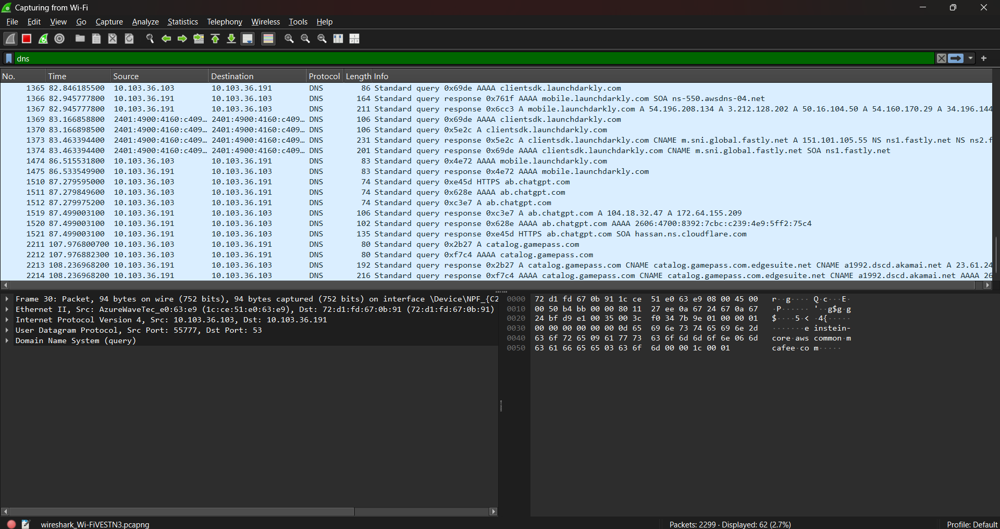 Capturing from Wi-Fi
File Edit View Go Capture Analyze Statistics Telephony Wireless Tools Help
dns
No. Time Source Destination Protocol Length Info
1365 82.846185500 10.103.36.103 10.103.36.191 DNS 86 Standard query 0x69de AAAA clientsdk.launchdarkly.com
1366 82.945777800 10.103.36.191 10.103.36.103 DNS 164 Standard query response 0x761f AAAA mobile.launchdarkly.com SOA ns-550.awsdns-04.net
1367 82.945777800 10.103.36.191 10.103.36.103 DNS 211 Standard query response 0x6cc3 A mobile.launchdarkly.com A 54.196.208.134 A 3.212.128.202 A 50.16.104.50 A 54.160.170.29 A 34.196.144
1369 83.166858800 2401:4900:4160:c409… 2401:4900:4160:c409… DNS 106 Standard query 0x69de AAAA clientsdk.launchdarkly.com
1370 83.166898500 2401:4900:4160:c409… 2401:4900:4160:c409… DNS 106 Standard query 0x5e2c A clientsdk.launchdarkly.com
1373 83.463394400 2401:4900:4160:c409… 2401:4900:4160:c409… DNS 231 Standard query response 0x5e2c A clientsdk.launchdarkly.com CNAME m.sni.global.fastly.net A 151.101.105.55 NS ns1.fastly.net NS ns2.f
1374 83.463394400 2401:4900:4160:c409… 2401:4900:4160:c409… DNS 201 Standard query response 0x69de AAAA clientsdk.launchdarkly.com CNAME m.sni.global.fastly.net SOA ns1.fastly.net
1474 86.515531800 10.103.36.103 10.103.36.191 DNS 83 Standard query 0x4e72 AAAA mobile.launchdarkly.com
1475 86.533549900 10.103.36.191 10.103.36.103 DNS 83 Standard query response 0x4e72 AAAA mobile.launchdarkly.com
1510 87.279595000 10.103.36.103 10.103.36.191 DNS 74 Standard query 0xe45d HTTPS ab.chatgpt.com
1511 87.279849600 10.103.36.103 10.103.36.191 DNS 74 Standard query 0x628e AAAA ab.chatgpt.com
1512 87.279975200 10.103.36.103 10.103.36.191 DNS 74 Standard query 0xc3e7 A ab.chatgpt.com
1519 87.499003100 10.103.36.191 10.103.36.103 DNS 106 Standard query response 0xc3e7 A ab.chatgpt.com A 104.18.32.47 A 172.64.155.209
1520 87.499003100 10.103.36.191 10.103.36.103 DNS 102 Standard query response 0x628e AAAA ab.chatgpt.com AAAA 2606:4700:8392:7cbc:c239:4e9:5ff2:75c4
1521 87.499003100 10.103.36.191 10.103.36.103 DNS 135 Standard query response 0xe45d HTTPS ab.chatgpt.com SOA hassan.ns.cloudflare.com
2211 107.976800700 10.103.36.103 10.103.36.191 DNS 80 Standard query 0x2b27 A catalog.gamepass.com
2212 107.976882300 10.103.36.103 10.103.36.191 DNS 80 Standard query 0xf7c4 AAAA catalog.gamepass.com
2213 108.236968200 10.103.36.191 10.103.36.103 DNS 192 Standard query response 0x2b27 A catalog.gamepass.com CNAME catalog.gamepass.com.edgesuite.net CNAME a1992.dscd.akamai.net A 23.61.24
2214 108.236968200 10.103.36.191 10.103.36.103 DNS 216 Standard query response 0xf7c4 AAAA catalog.gamepass.com CNAME catalog.gamepass.com.edgesuite.net CNAME a1992.dscd.akamai.net AAAA 26
Frame 30: Packet, 94 bytes on wire (752 bits), 94 bytes captured (752 bits) on interface \Device\NPF_{C2
Ethernet II, Src: AzureWaveTec_e0:63:e9 (1c:ce:51:e0:63:e9), Dst: 72:d1:fd:67:0b:91 (72:d1:fd:67:0b:91)
Internet Protocol Version 4, Src: 10.103.36.103, Dst: 10.103.36.191
User Datagram Protocol, Src Port: 55777, Dst Port: 53
Domain Name System (query)
0000 72 d1 fd 67 0b 91 1c ce 51 e0 63 e9 08 00 45 00 r··g···· Q·c···E·
0010 00 50 b4 bb 00 00 80 11 27 ee 0a 67 24 67 0a 67 ·P······ '··g$g·g
0020 24 bf d9 e1 00 35 00 3c f0 34 7b 9e 01 00 00 01 $····5·< ·4{·····
0030 00 00 00 00 00 00 0d 65 69 6e 73 74 65 69 6e 2d ·······e instein-
0040 63 6f 72 65 09 61 77 73 63 6f 6d 6d 6f 6e 06 6d core·aws common·m
0050 63 61 66 65 65 03 63 6f 6d 00 00 1c 00 01 cafee·co m·····
wireshark_Wi-FiVESTN3.pcapng
Packets: 2299 · Displayed: 62 (2.7%)
Profile: Default